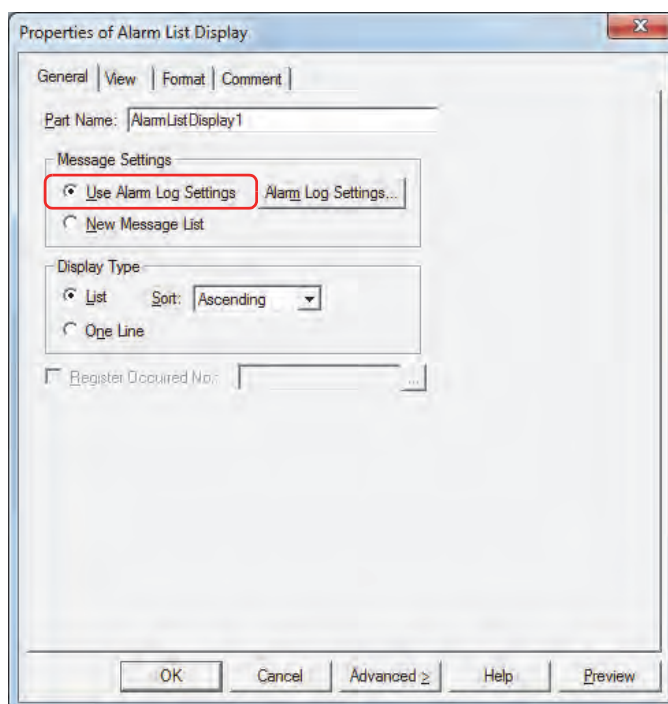 Properties of Alarm List Display
General View Format Comment
Part Name: AlarmListDisplay1
Message Settings
Use Alarm Log Settings Alarm Log Settings...
New Message List
Display Type
List Sort: Ascending
One Line
Register Occurred No.: ...
OK Cancel Advanced > Help Preview